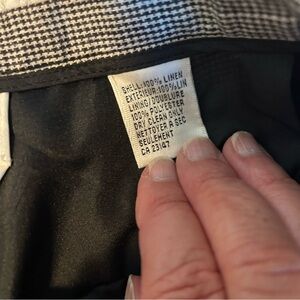 SHELL:100% LINEN
EXTERIEUR:100%LIN
LINING/DOUBLURE
100% POLYESTER
DRY CLEAN ONLY
NETTOYER A SEC
SEULEMENT
CA 23147